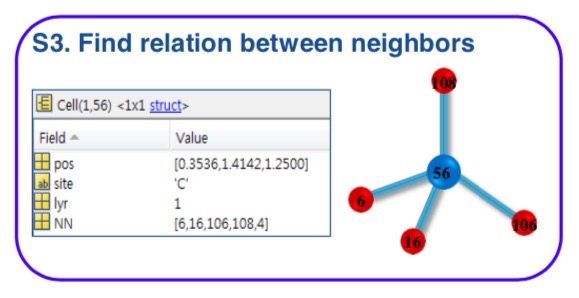 S3. Find relation between neighbors
Cell(1,56) <1x1 struct>
Field Value
pos [0.3536,1.4142,1.2500]
ab site 'C'
lyr 1
NN [6,16,106,108,4]
108
56
6
106
16